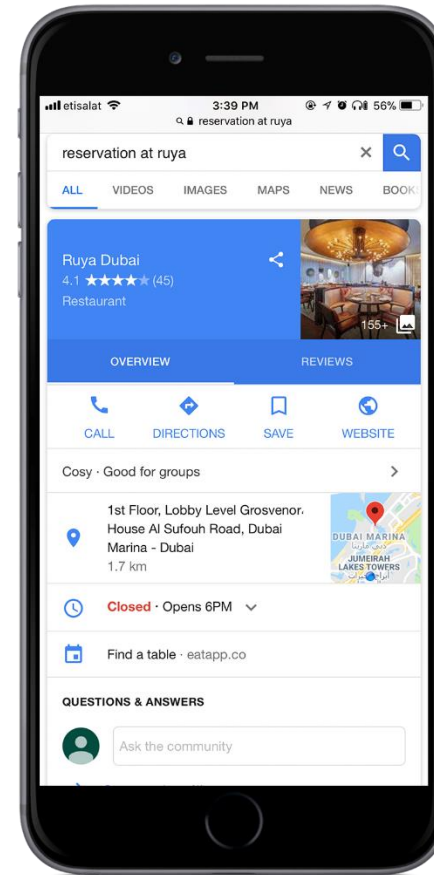 etisalat 3:39 PM 56%
reservation at ruya
reservation at ruya ×
ALL VIDEOS IMAGES MAPS NEWS BOOK
Ruya Dubai
4.1 ★★★★★ (45)
Restaurant
155+
OVERVIEW REVIEWS
CALL DIRECTIONS SAVE WEBSITE
Cosy · Good for groups
1st Floor, Lobby Level Grosvenor
House Al Sufouh Road, Dubai
Marina - Dubai
1.7 km
DUBAI MARINA
دبي مارينا
JUMEIRAH
LAKES TOWERS
Closed · Opens 6PM
Find a table · eatapp.co
QUESTIONS & ANSWERS
Ask the community